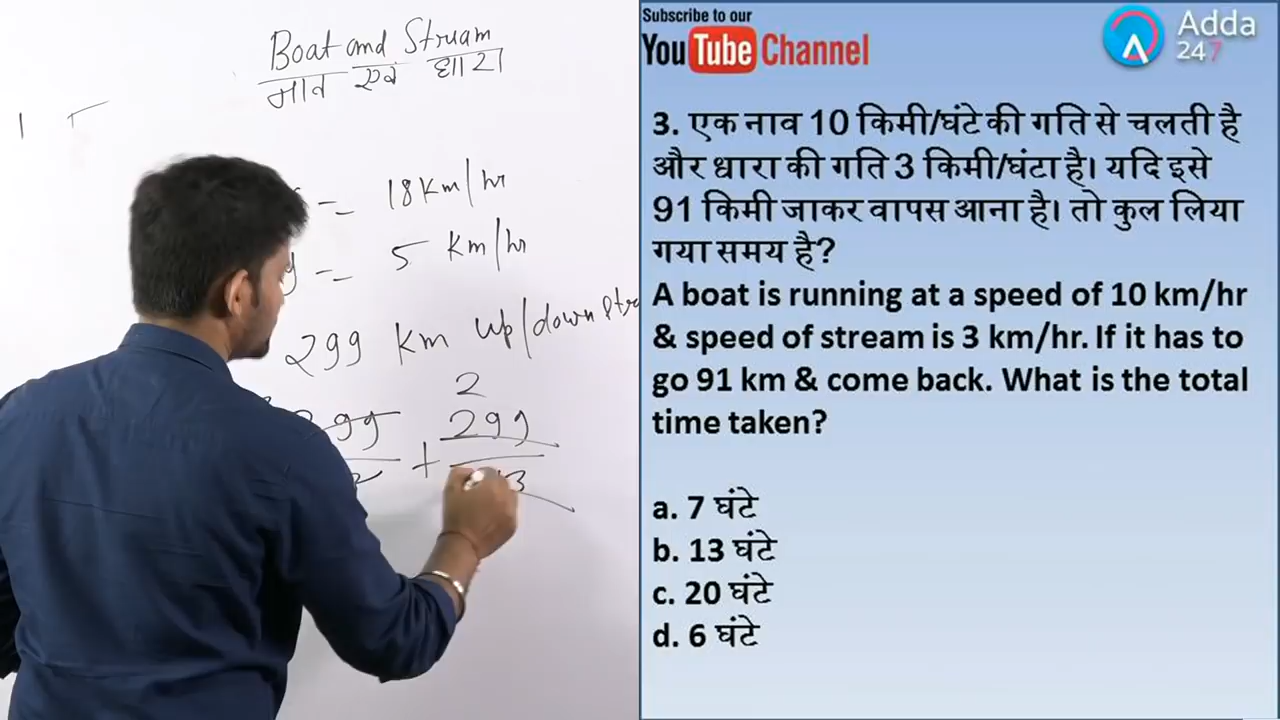 Boat and Stream
नाव एवं धारा
= 18 Km/hr
= 5 Km/hr
299 Km up/down
2
299 + 299
3
Subscribe to our
YouTube Channel
Adda
247
3. एक नाव 10 किमी/घंटे की गति से चलती है
और धारा की गति 3 किमी/घंटा है। यदि इसे
91 किमी जाकर वापस आना है। तो कुल लिया
गया समय है?
A boat is running at a speed of 10 km/hr
& speed of stream is 3 km/hr. If it has to
go 91 km & come back. What is the total
time taken?
a. 7 घंटे
b. 13 घंटे
c. 20 घंटे
d. 6 घंटे